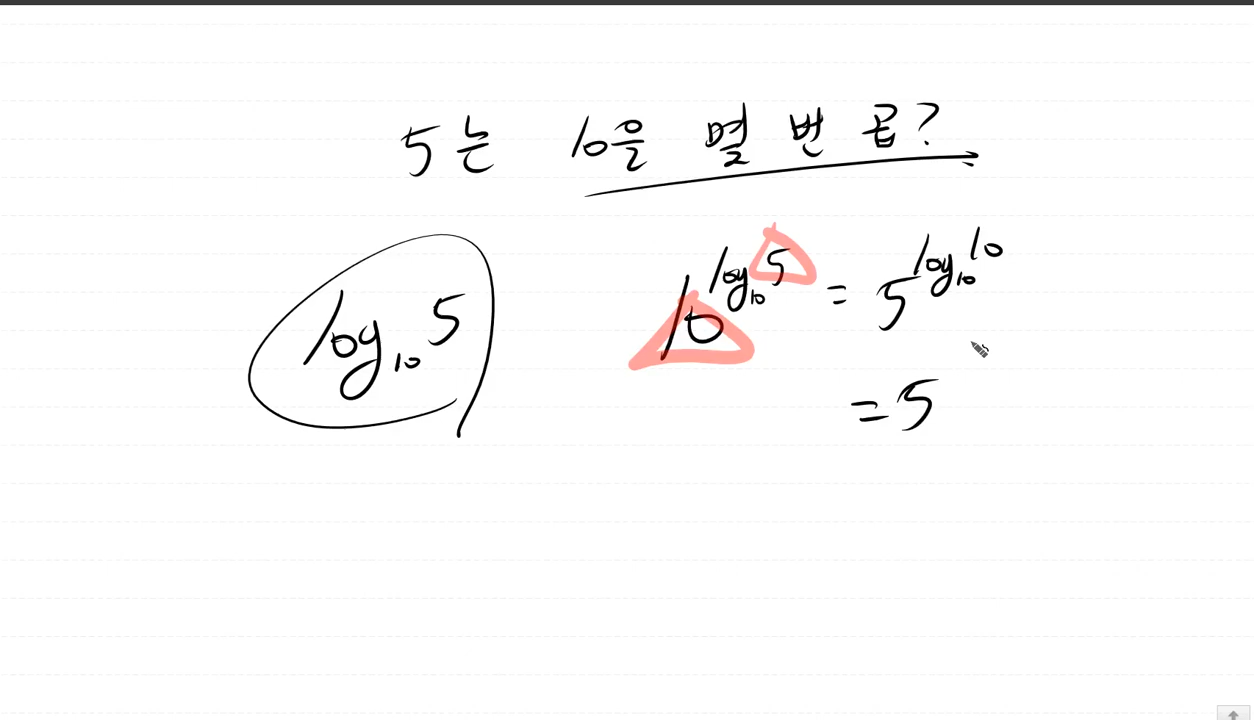 5는 10을 몇 번 곱?
log₁₀5
10^(log₁₀5) = 5^(log₁₀10)
= 5